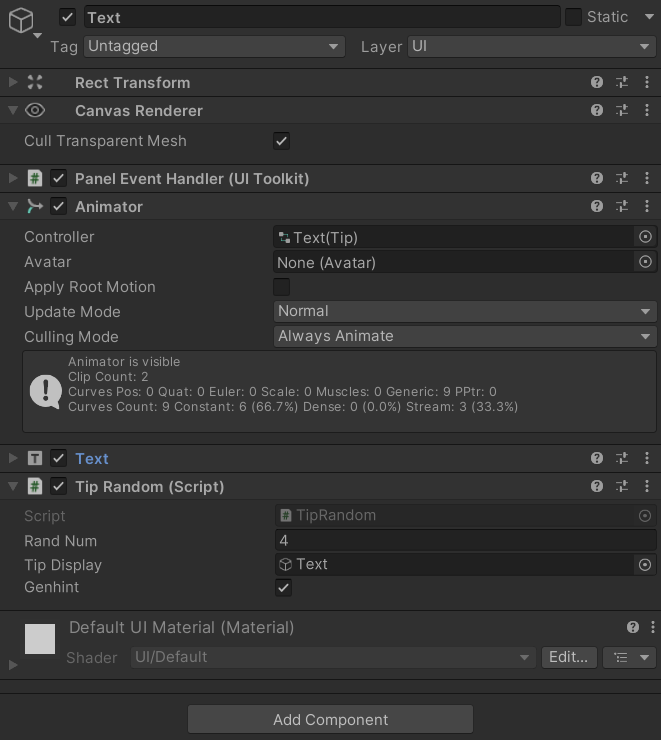 Text
Static
Tag Untagged Layer UI
Rect Transform
Canvas Renderer
Cull Transparent Mesh
# Panel Event Handler (UI Toolkit)
Animator
Controller Text(Tip)
Avatar None (Avatar)
Apply Root Motion
Update Mode Normal
Culling Mode Always Animate
Animator is visible
Clip Count: 2
Curves Pos: 0 Quat: 0 Euler: 0 Scale: 0 Muscles: 0 Generic: 9 PPtr: 0
Curves Count: 9 Constant: 6 (66.7%) Dense: 0 (0.0%) Stream: 3 (33.3%)
T Text
# Tip Random (Script)
Script # TipRandom
Rand Num 4
Tip Display Text
Genhint
Default UI Material (Material)
Shader UI/Default Edit...
Add Component